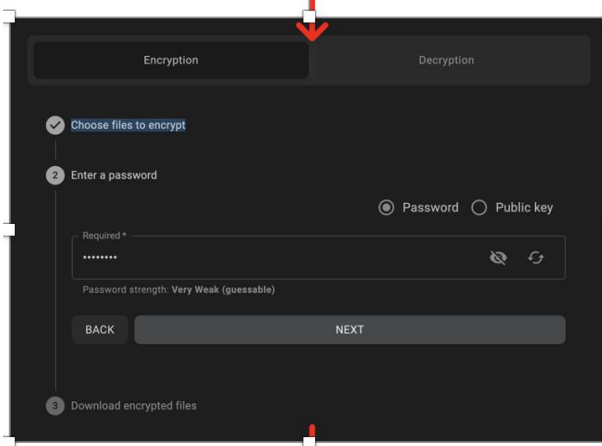 Encryption
Decryption
Choose files to encrypt
2 Enter a password
Password Public key
Required *
••••••••
Password strength: Very Weak (guessable)
BACK
NEXT
3 Download encrypted files